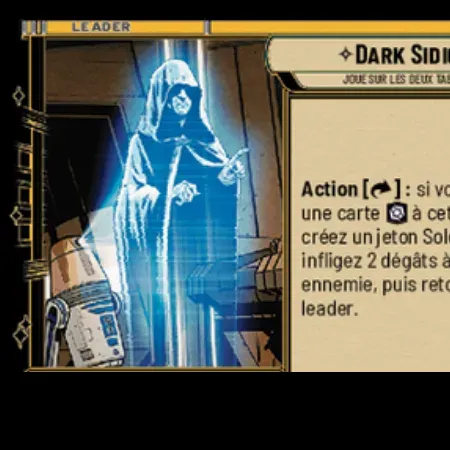 LEADER
DARK SIDI
JOUE SUR LES DEUX TAB
Action [ ] : si vo
une carte à cet
créez un jeton Sol
infligez 2 dégâts à
ennemie, puis reto
leader.